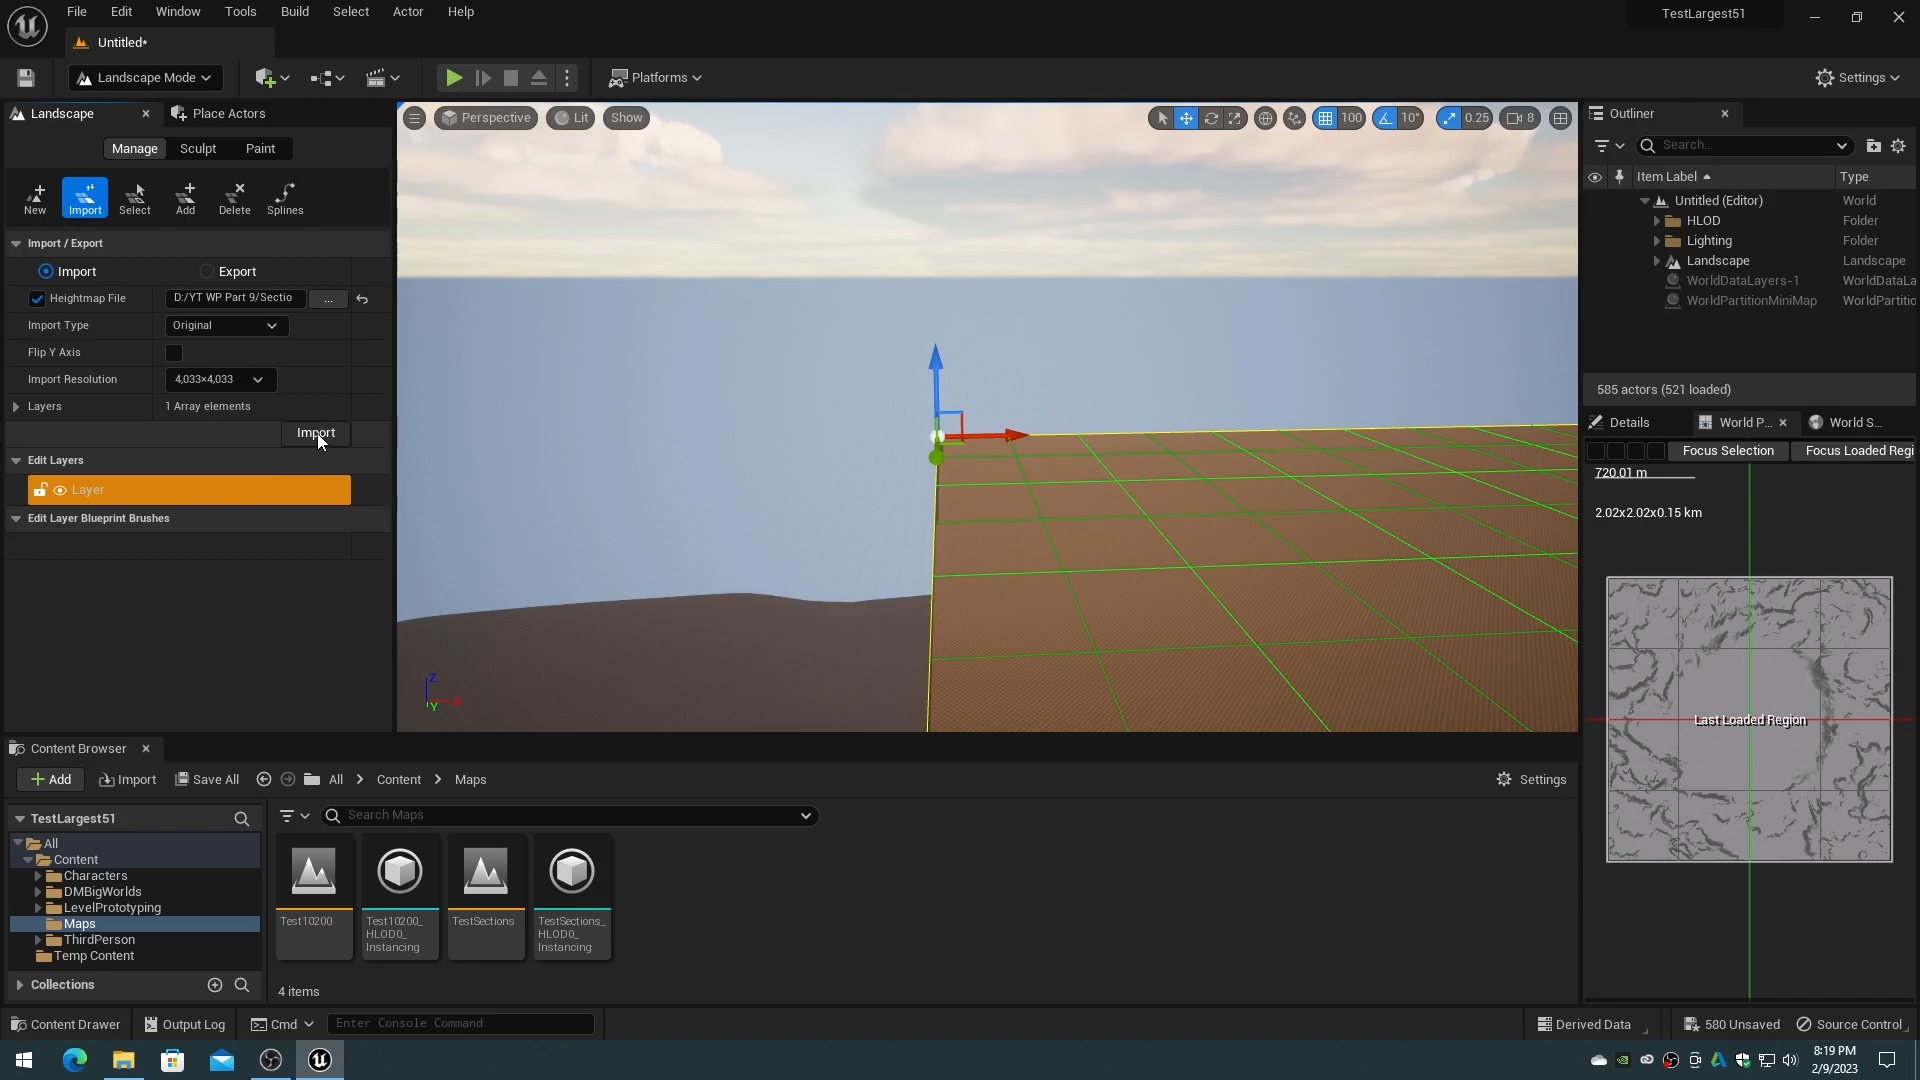 File Edit Window Tools Build Select Actor Help
TestLargest51
Untitled*
Landscape Mode
Platforms
Settings
Landscape
Place Actors
Manage Sculpt Paint
New Import Select Add Delete Splines
Import / Export
Import Export
Heightmap File D:/YT WP Part 9/Sectio ...
Import Type Original
Flip Y Axis
Import Resolution 4,033×4,033
Layers 1 Array elements
Import
Edit Layers
Layer
Edit Layer Blueprint Brushes
Perspective Lit Show
100 10° 0.25 8
Z
X
Y
Outliner
Search...
Item Label Type
Untitled (Editor) World
HLOD Folder
Lighting Folder
Landscape Landscape
WorldDataLayers-1 WorldDataLa
WorldPartitionMiniMap WorldPartitio
585 actors (521 loaded)
Details World P... World S...
Focus Selection Focus Loaded Regi
720.01 m
2.02x2.02x0.15 km
Last Loaded Region
Content Browser
Add Import Save All All Content Maps
Settings
TestLargest51
Search Maps
All
Content
Characters
DMBigWorlds
LevelPrototyping
Maps
ThirdPerson
Temp Content
Collections
Test10200
Test10200_
HLOD0_
Instancing
TestSections
TestSections_
HLOD0_
Instancing
4 items
Content Drawer Output Log Cmd Enter Console Command
Derived Data 580 Unsaved Source Control
8:19 PM
2/9/2023